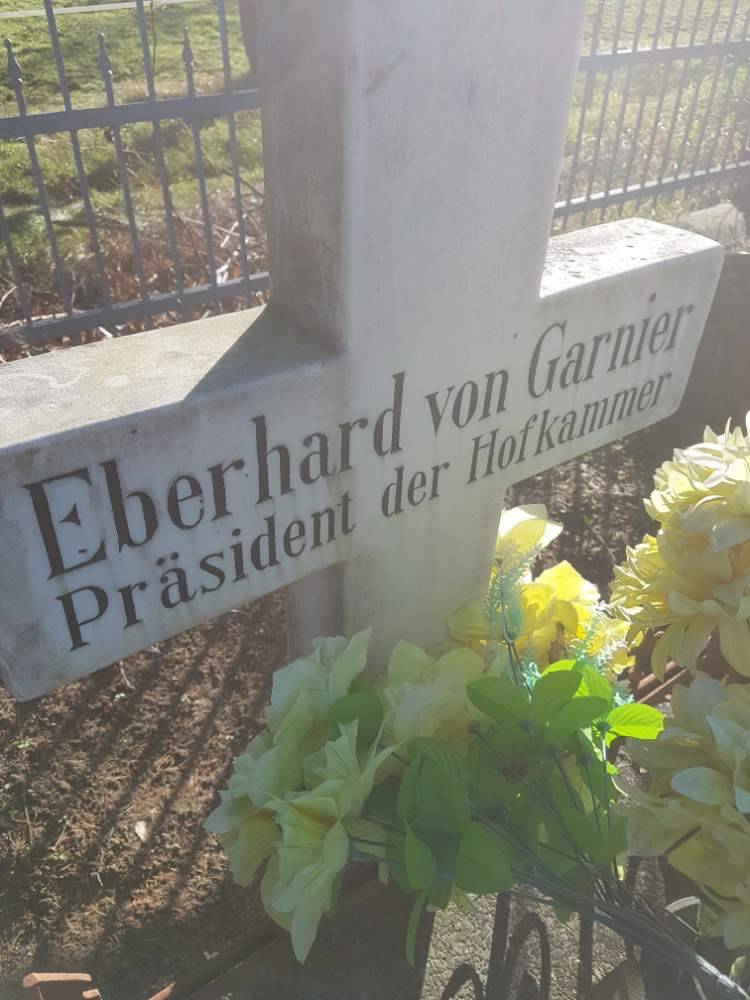 Eberhard von Garnier
Präsident der Hofkammer